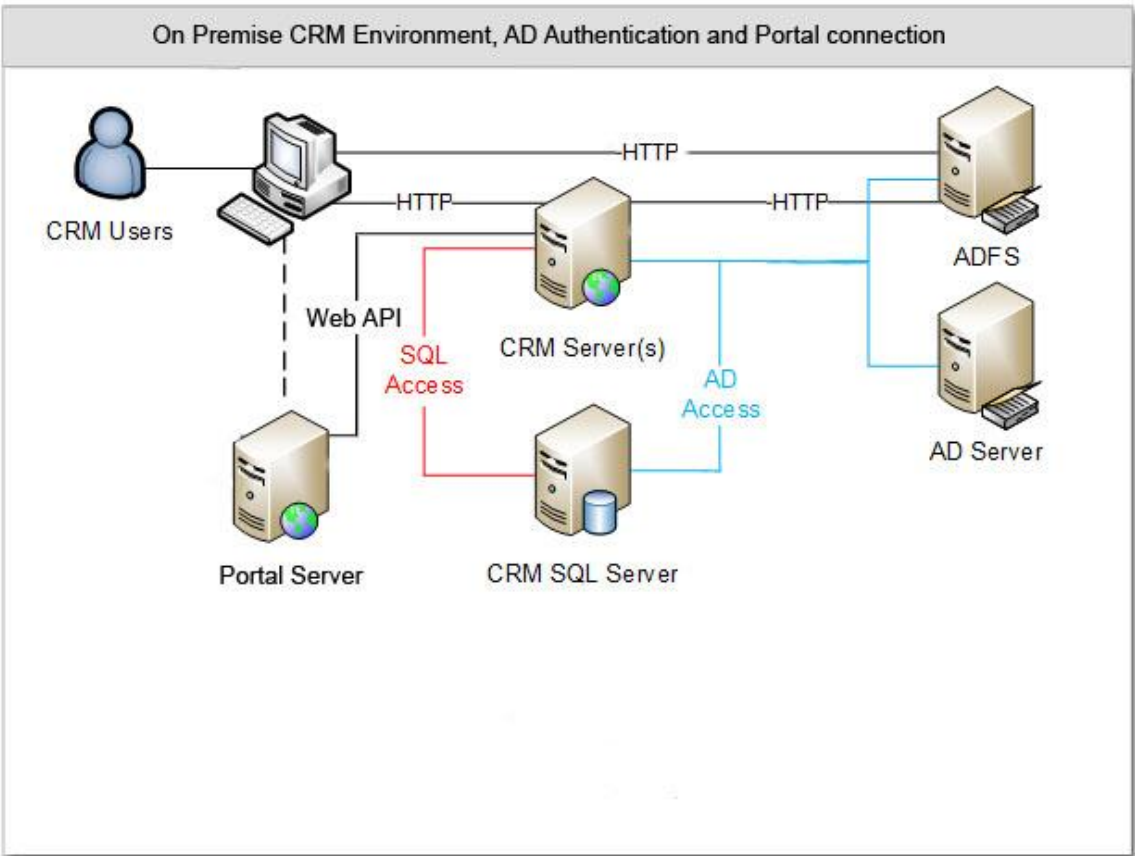 On Premise CRM Environment, AD Authentication and Portal connection
HTTP
HTTP
HTTP
CRM Users
ADFS
Web API
CRM Server(s)
SQL
Access
AD
Access
AD Server
Portal Server
CRM SQL Server